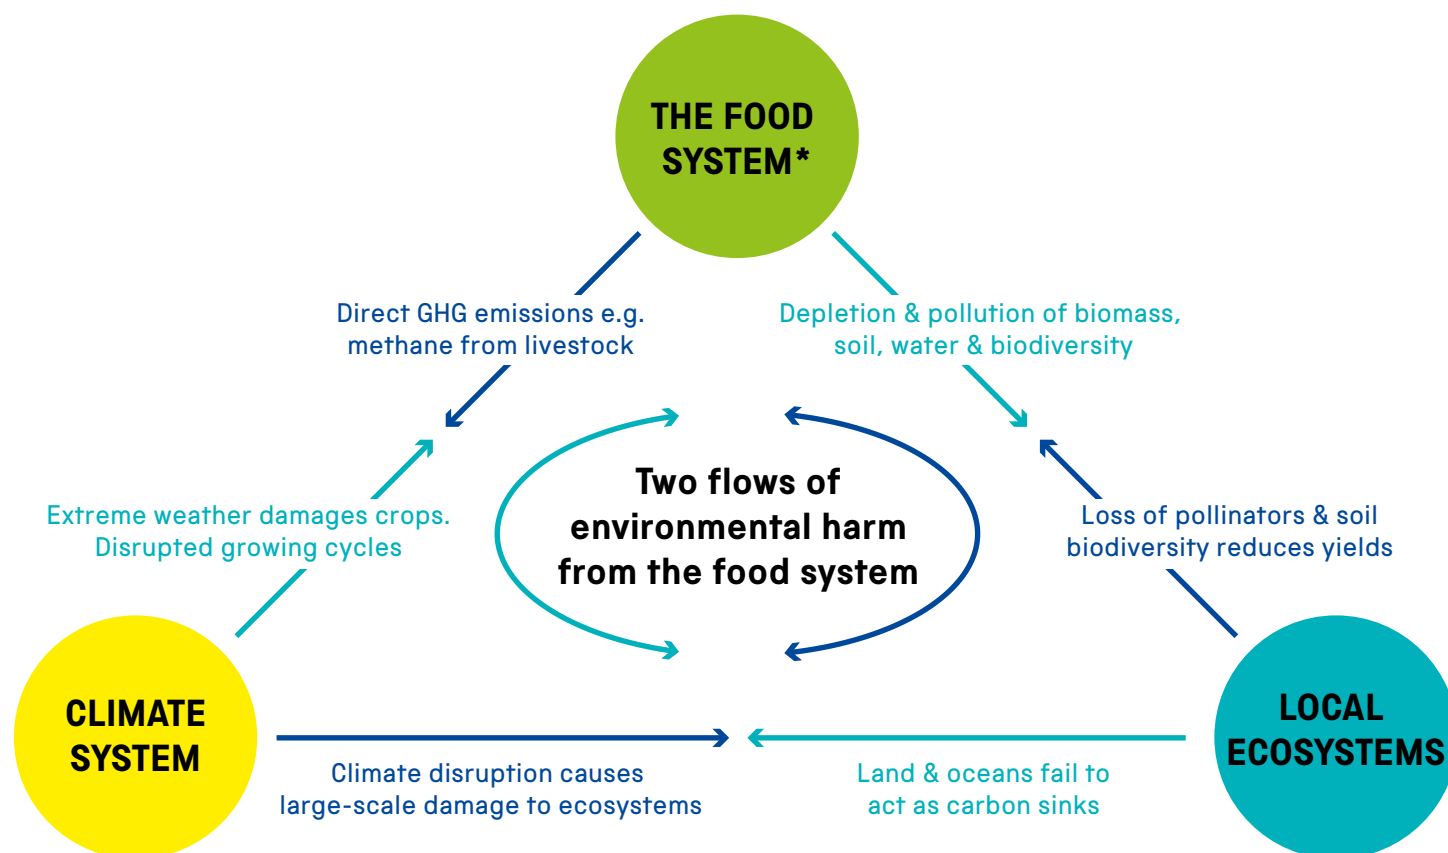 THE FOOD
SYSTEM*
Direct GHG emissions e.g.
methane from livestock
Depletion & pollution of biomass,
soil, water & biodiversity
Two flows of
environmental harm
from the food system
Extreme weather damages crops.
Disrupted growing cycles
Loss of pollinators & soil
biodiversity reduces yields
CLIMATE
SYSTEM
LOCAL
ECOSYSTEMS
Climate disruption causes
large-scale damage to ecosystems
Land & oceans fail to
act as carbon sinks